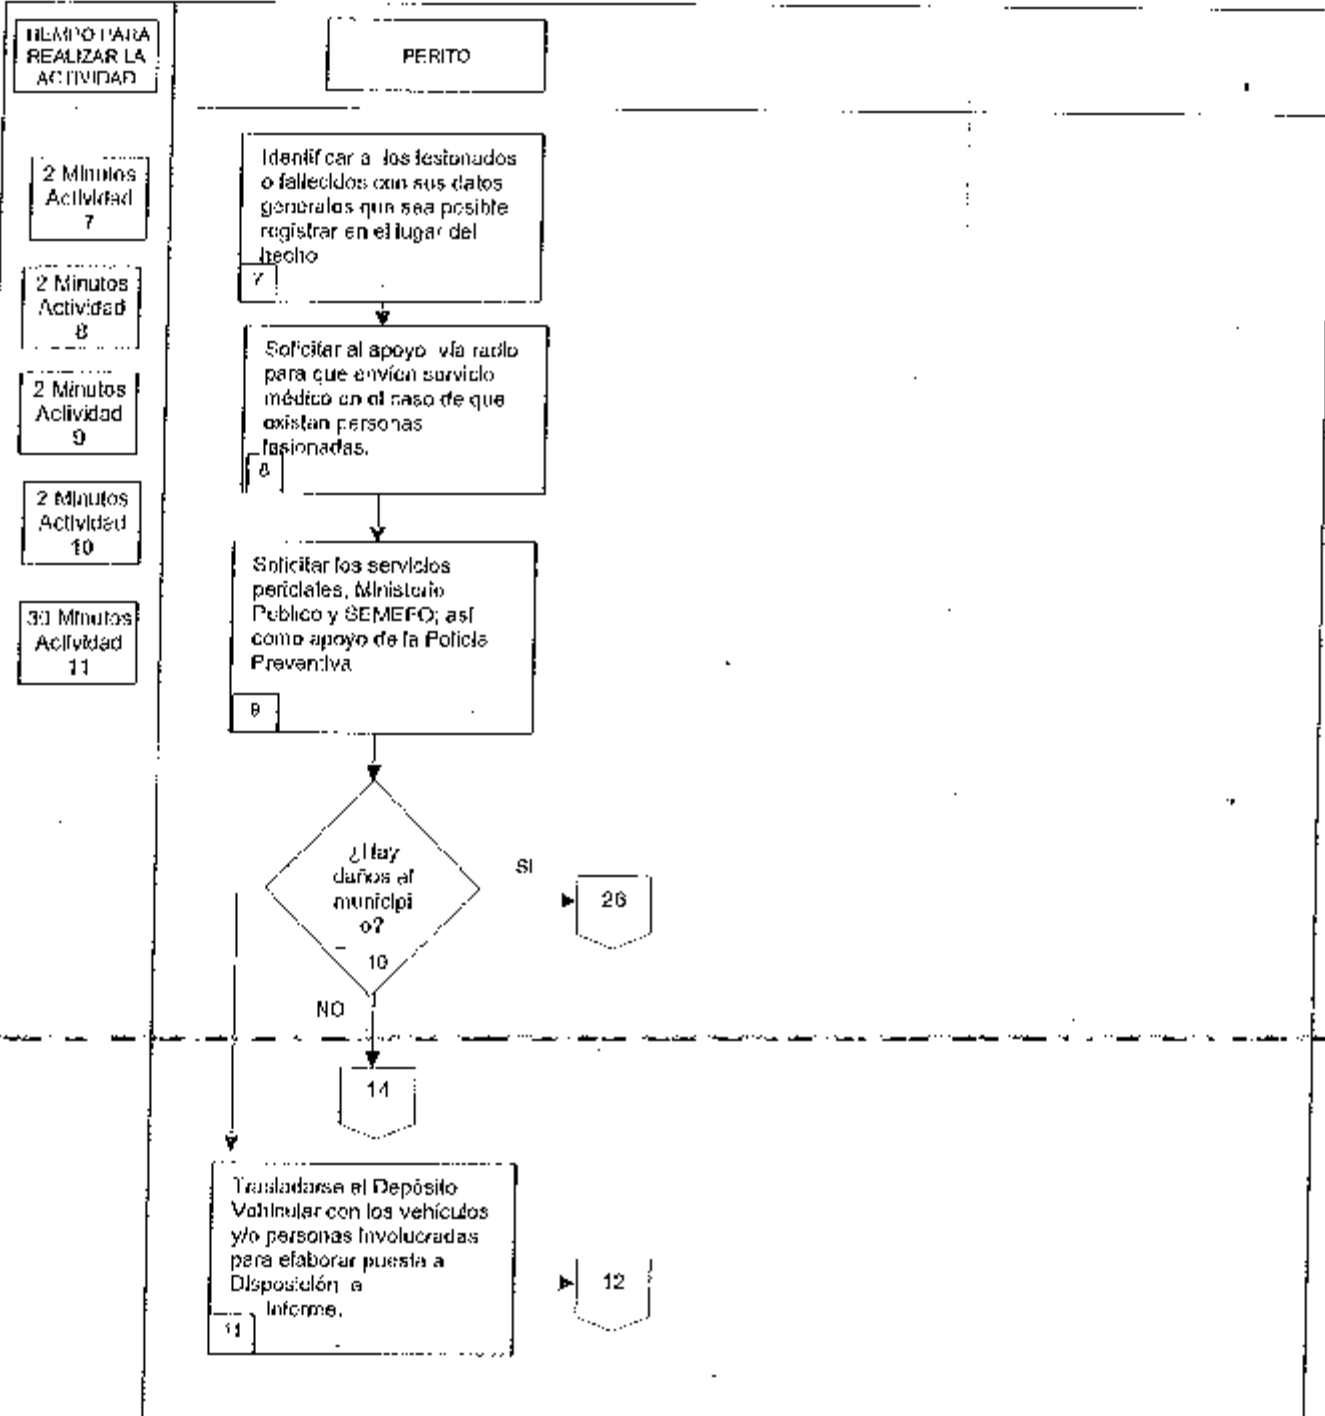 TIEMPO PARA
REALIZAR LA
ACTIVIDAD
PERITO
2 Minutos
Actividad
7
2 Minutos
Actividad
8
2 Minutos
Actividad
9
2 Minutos
Actividad
10
30 Minutos
Actividad
11
Identificar a los lesionados
o fallecidos con sus datos
generales que sea posible
registrar en el lugar del
hecho
7
Solicitar al apoyo vía radio
para que envíen servicio
médico en el caso de que
existan personas
lesionadas.
8
Solicitar los servicios
periciales, Ministerio
Publico y SEMEFO; así
como apoyo de la Policía
Preventiva
9
¿Hay
daños al
municipi
o?
10
SI
26
NO
14
Trasladarse al Depósito
Vehicular con los vehículos
y/o personas involucradas
para elaborar puesta a
Disposición e
informe.
11
12